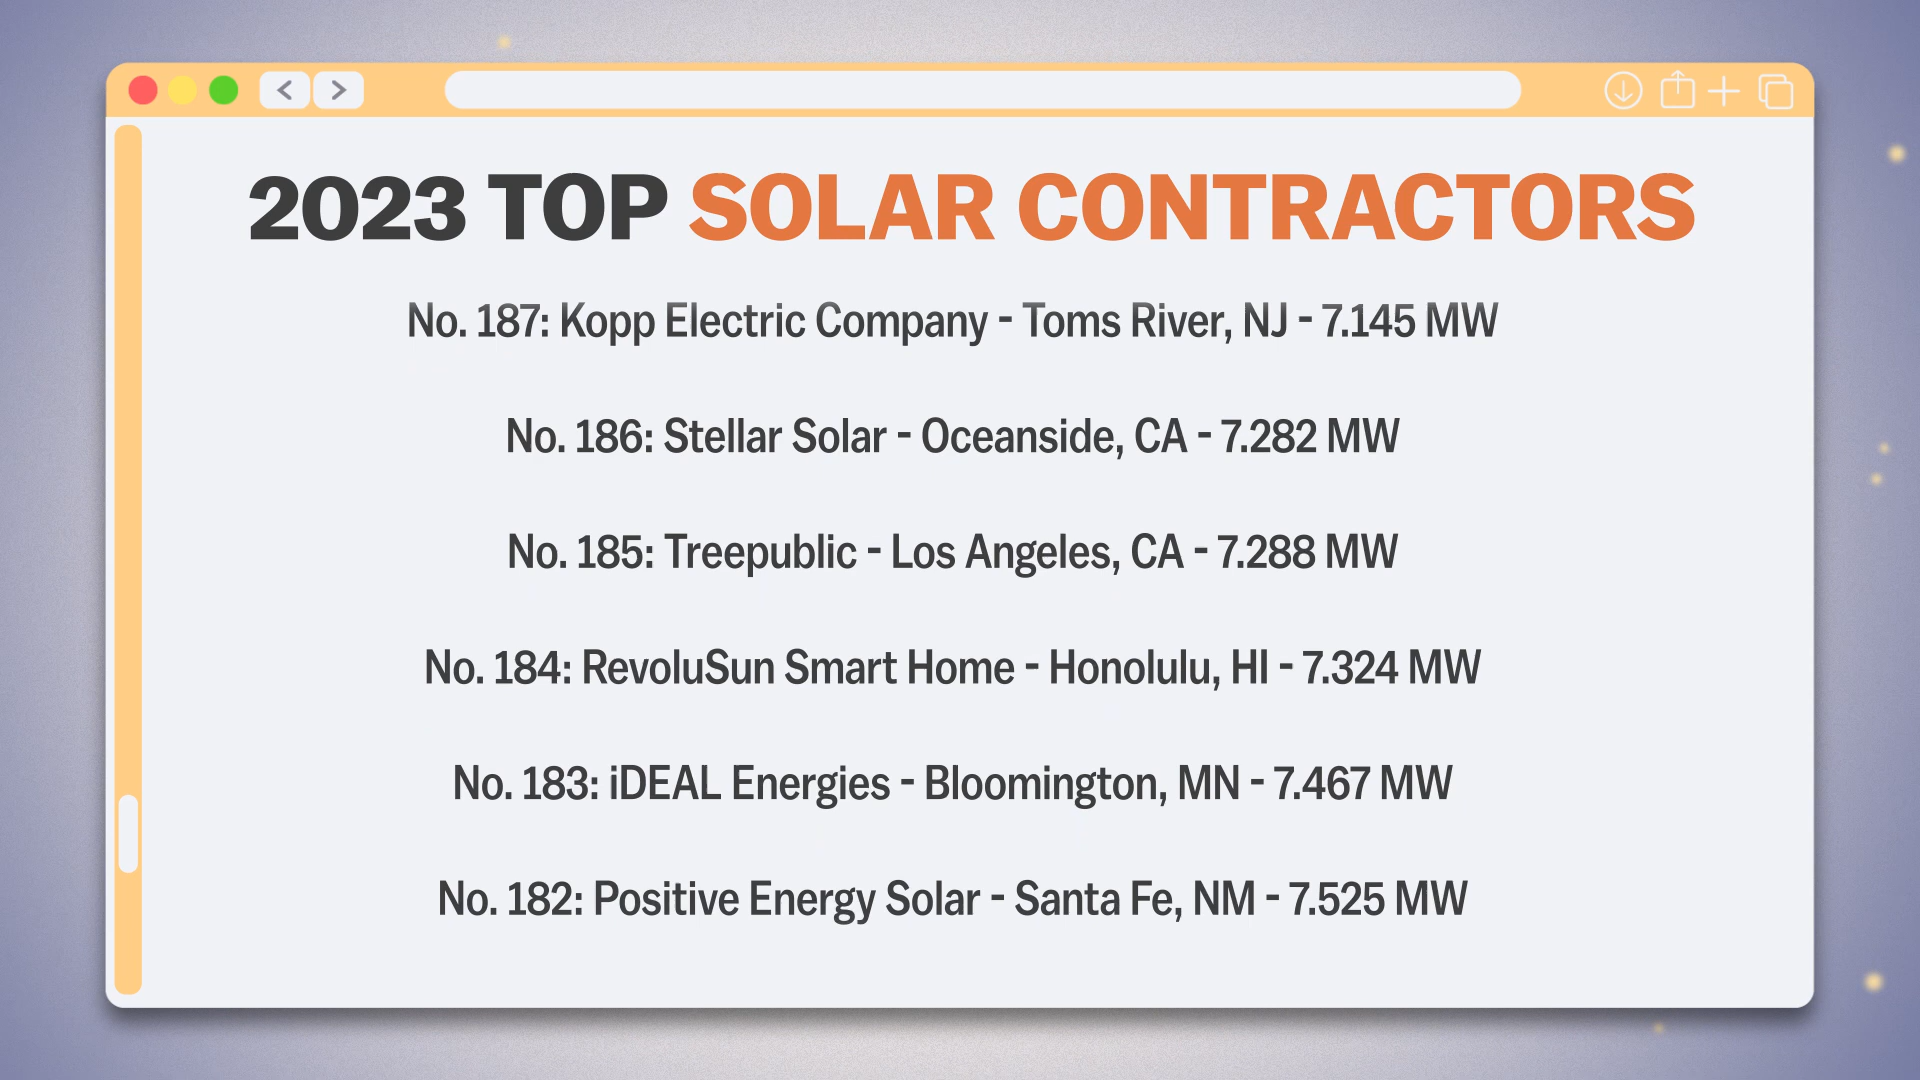 2023 TOP SOLAR CONTRACTORS
No. 187: Kopp Electric Company - Toms River, NJ - 7.145 MW
No. 186: Stellar Solar - Oceanside, CA - 7.282 MW
No. 185: Treepublic - Los Angeles, CA - 7.288 MW
No. 184: RevoluSun Smart Home - Honolulu, HI - 7.324 MW
No. 183: iDEAL Energies - Bloomington, MN - 7.467 MW
No. 182: Positive Energy Solar - Santa Fe, NM - 7.525 MW